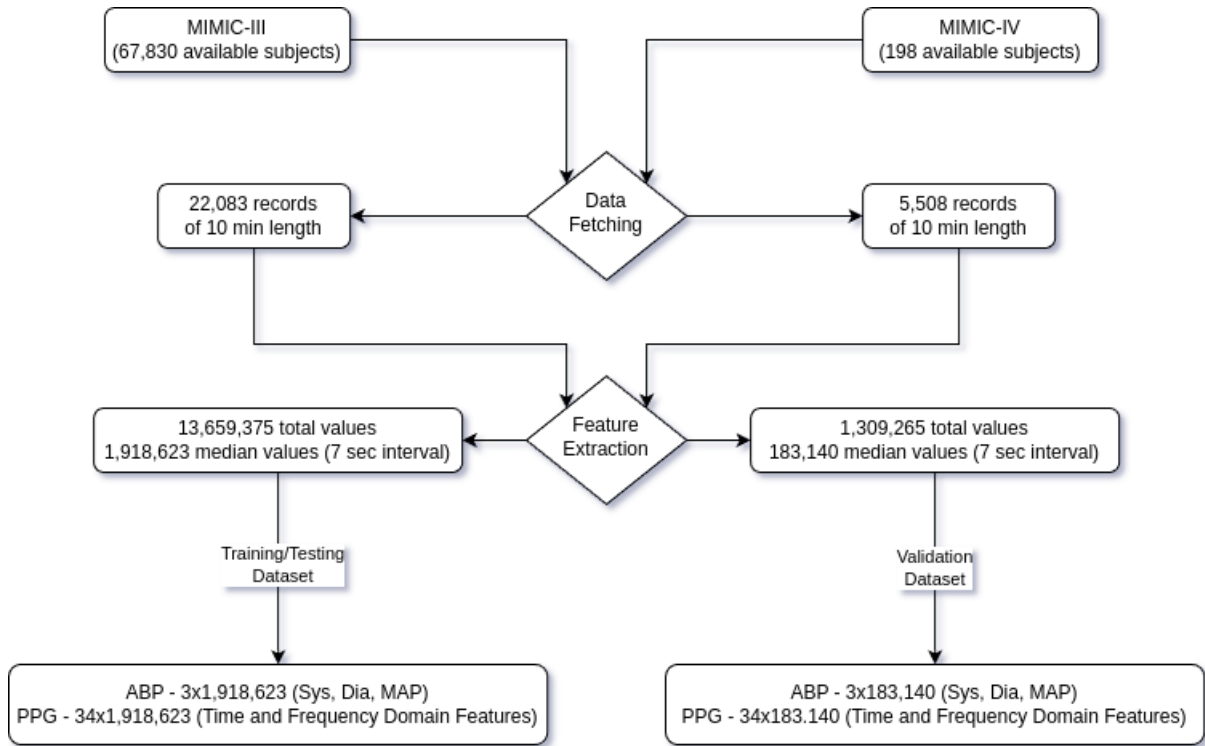 MIMIC-III
(67,830 available subjects)
MIMIC-IV
(198 available subjects)
Data
Fetching
22,083 records
of 10 min length
5,508 records
of 10 min length
Feature
Extraction
13,659,375 total values
1,918,623 median values (7 sec interval)
1,309,265 total values
183,140 median values (7 sec interval)
Training/Testing
Dataset
Validation
Dataset
ABP - 3x1,918,623 (Sys, Dia, MAP)
PPG - 34x1,918,623 (Time and Frequency Domain Features)
ABP - 3x183,140 (Sys, Dia, MAP)
PPG - 34x183.140 (Time and Frequency Domain Features)